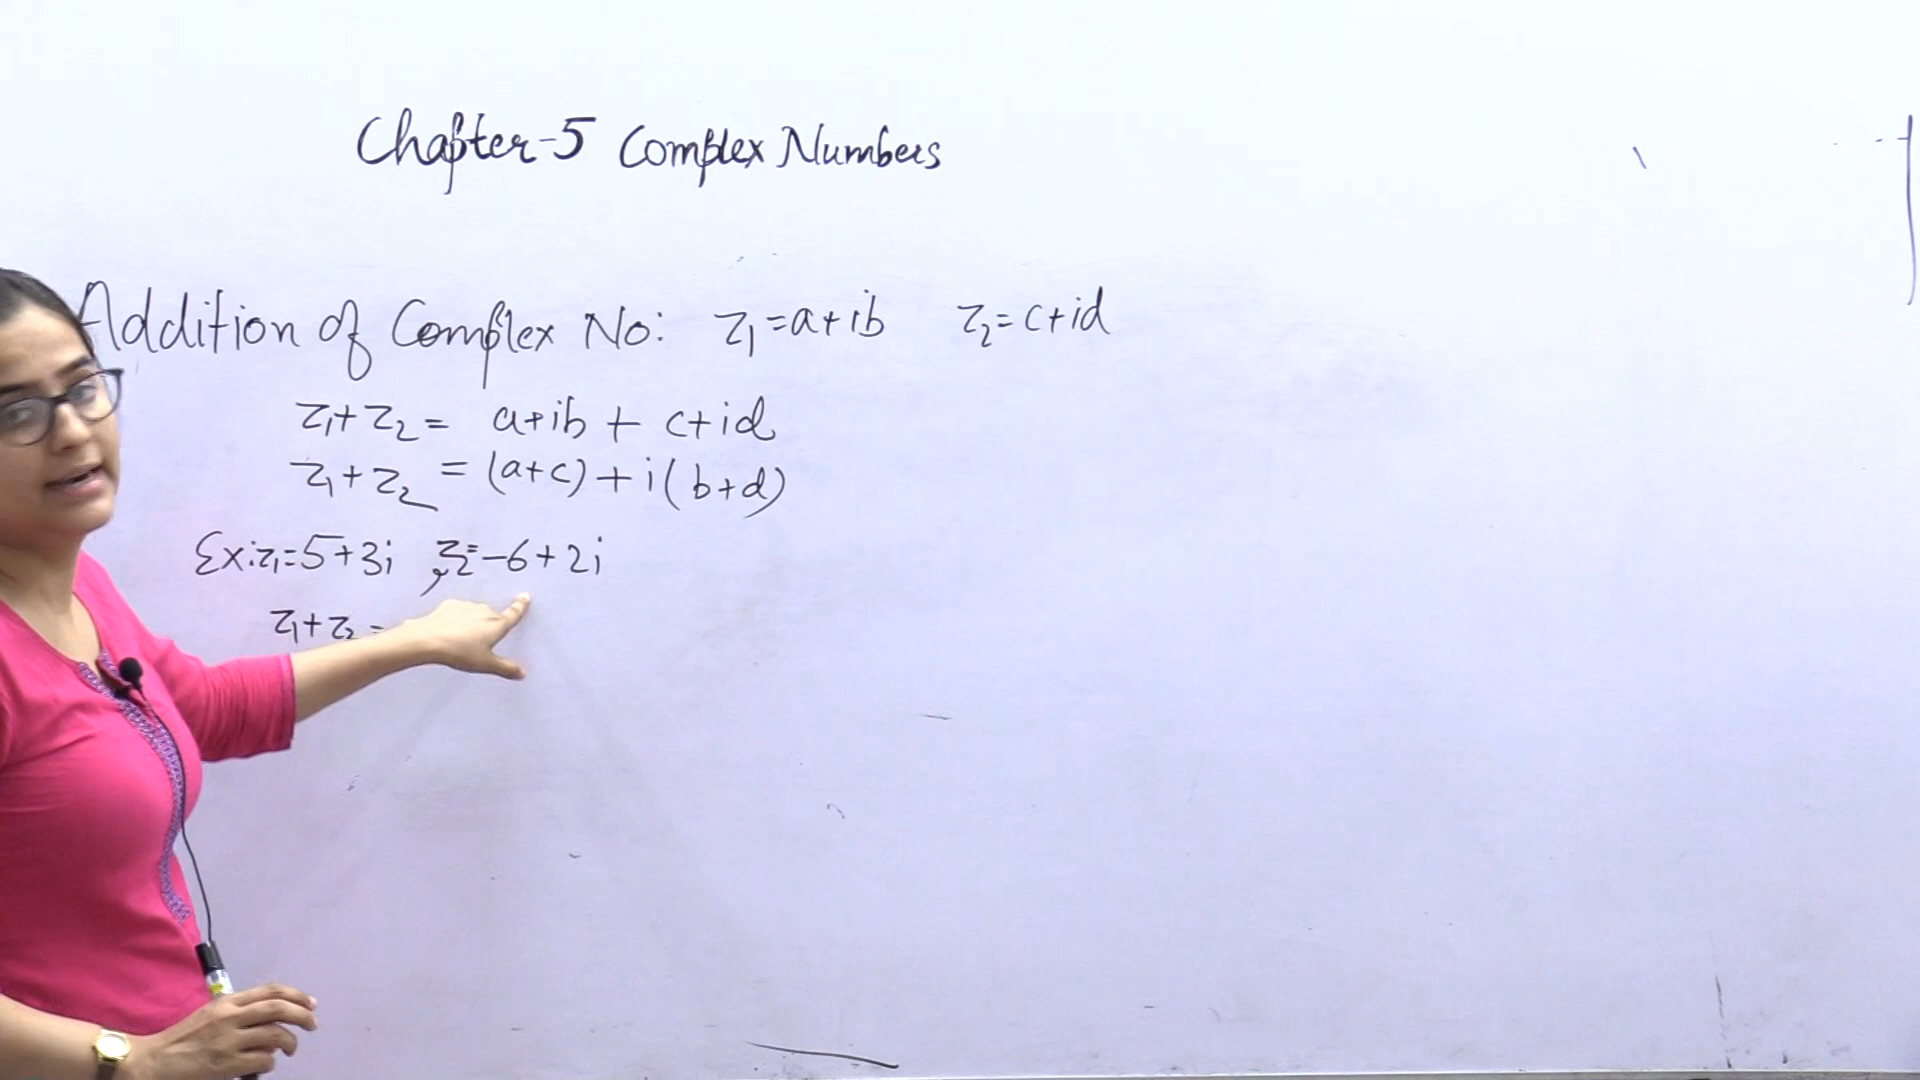 Chapter-5 Complex Numbers
Addition of Complex No: z₁=a+ib z₂=c+id
z₁+z₂= a+ib + c+id
z₁+z₂ = (a+c)+i(b+d)
Ex:z₁=5+3i , z₂=-6+2i
z₁+z₂ =